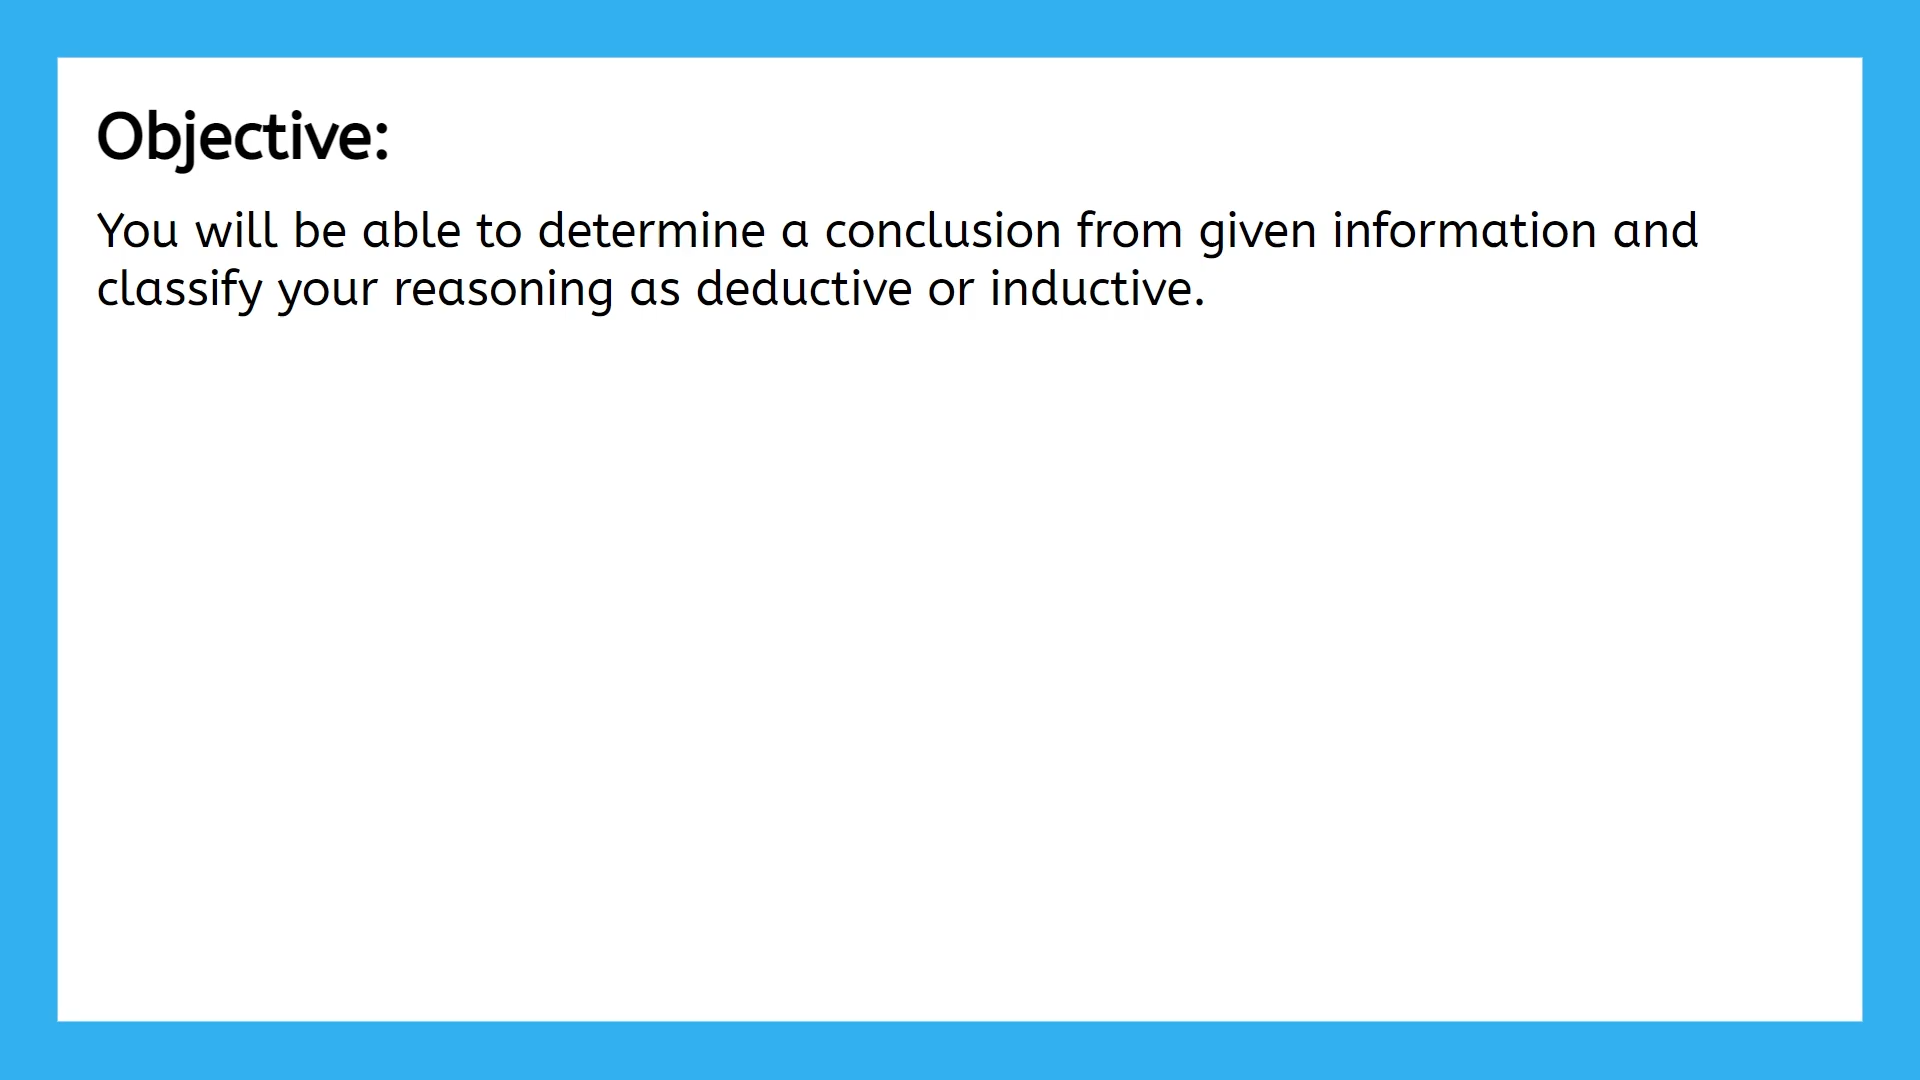 Objective:
You will be able to determine a conclusion from given information and
classify your reasoning as deductive or inductive.